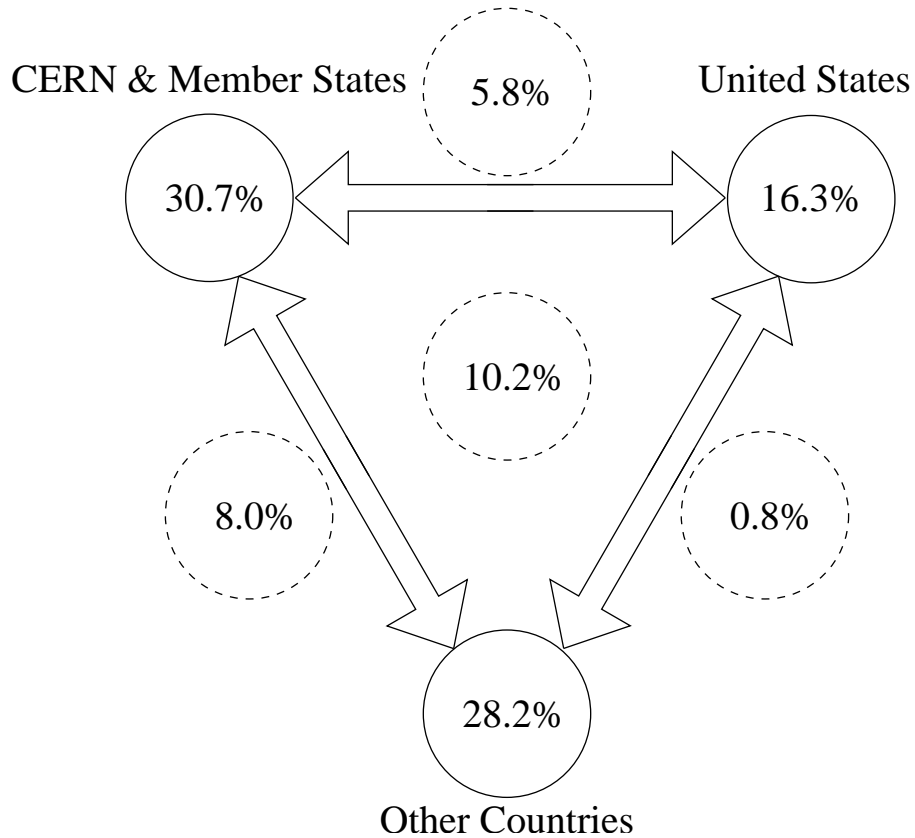 CERN & Member States
5.8%
United States
30.7%
16.3%
10.2%
8.0%
0.8%
28.2%
Other Countries